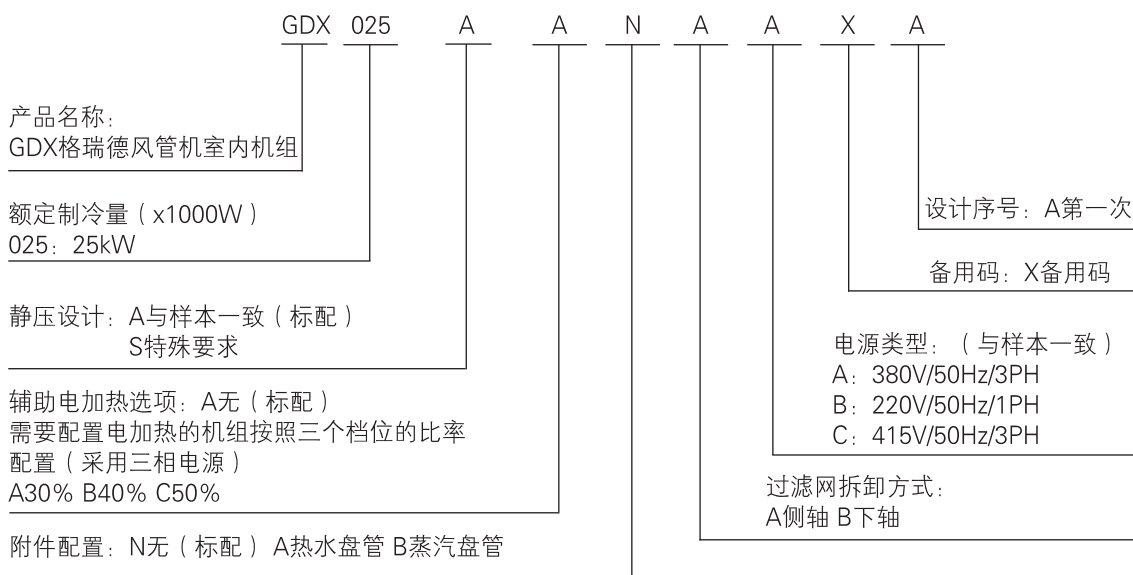 GDX 025 A A N A A X A
产品名称:
GDX格瑞德风管机室内机组
额定制冷量（x1000W）
025: 25kW
静压设计: A与样本一致（标配）
S特殊要求
辅助电加热选项: A无（标配）
需要配置电加热的机组按照三个档位的比率
配置（采用三相电源）
A30% B40% C50%
附件配置: N无（标配） A热水盘管 B蒸汽盘管
设计序号: A第一次
备用码: X备用码
电源类型: （与样本一致）
A: 380V/50Hz/3PH
B: 220V/50Hz/1PH
C: 415V/50Hz/3PH
过滤网拆卸方式:
A侧轴 B下轴